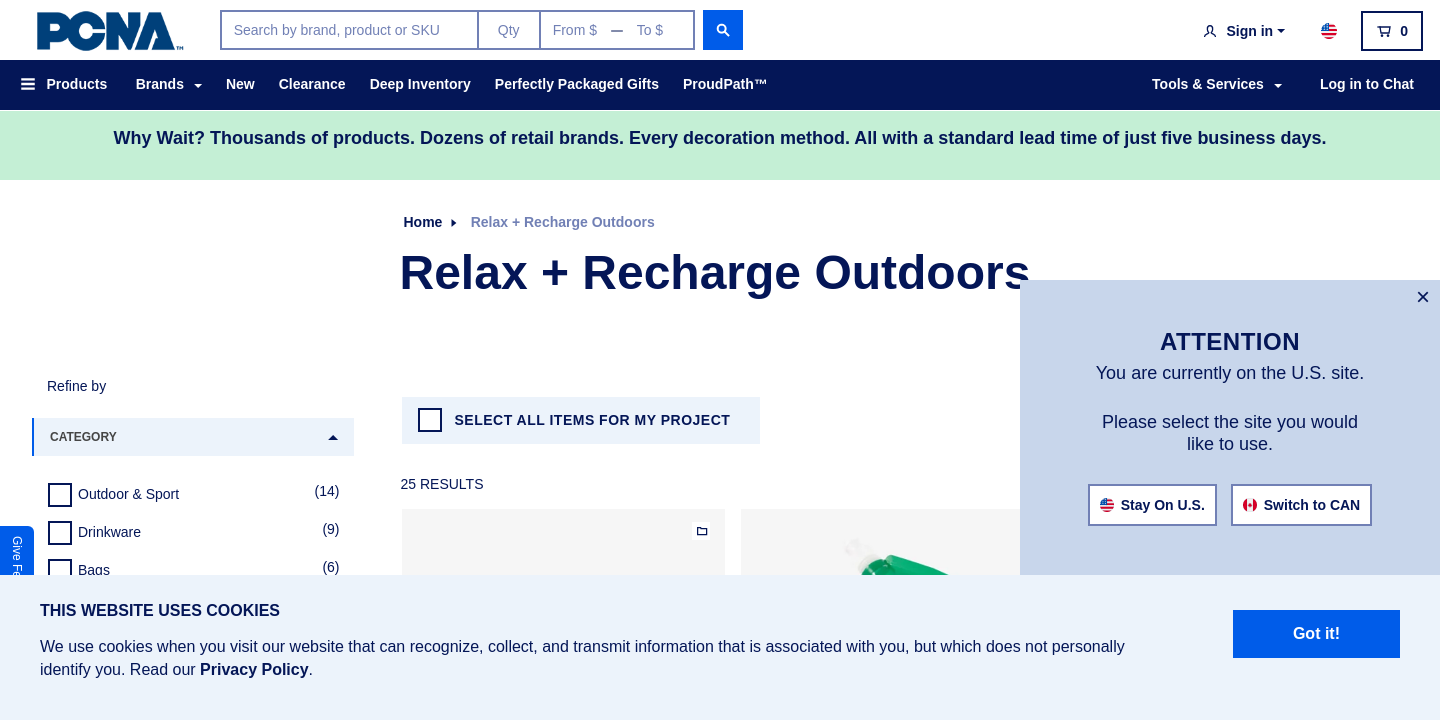 PCNA™
Search by brand, product or SKU
Qty
From $ — To $
Sign in
0
Products
Brands
New
Clearance
Deep Inventory
Perfectly Packaged Gifts
ProudPath™
Tools & Services
Log in to Chat
Why Wait? Thousands of products. Dozens of retail brands. Every decoration method. All with a standard lead time of just five business days.
Home
Relax + Recharge Outdoors
Relax + Recharge Outdoors
×
ATTENTION
You are currently on the U.S. site.
Please select the site you would
like to use.
Stay On U.S.
Switch to CAN
Refine by
CATEGORY
SELECT ALL ITEMS FOR MY PROJECT
25 RESULTS
Outdoor & Sport (14)
Drinkware (9)
Bags (6)
Give
THIS WEBSITE USES COOKIES
We use cookies when you visit our website that can recognize, collect, and transmit information that is associated with you, but which does not personally
identify you. Read our Privacy Policy.
Got it!